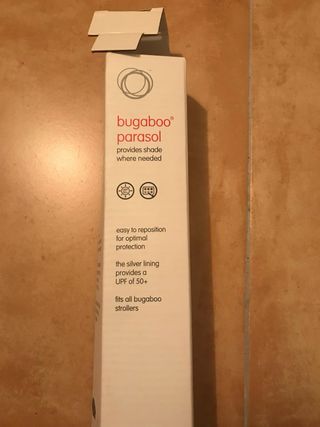 bugaboo®
parasol
provides shade
where needed
easy to reposition
for optimal
protection
the silver lining
provides a
UPF of 50+
fits all bugaboo
strollers